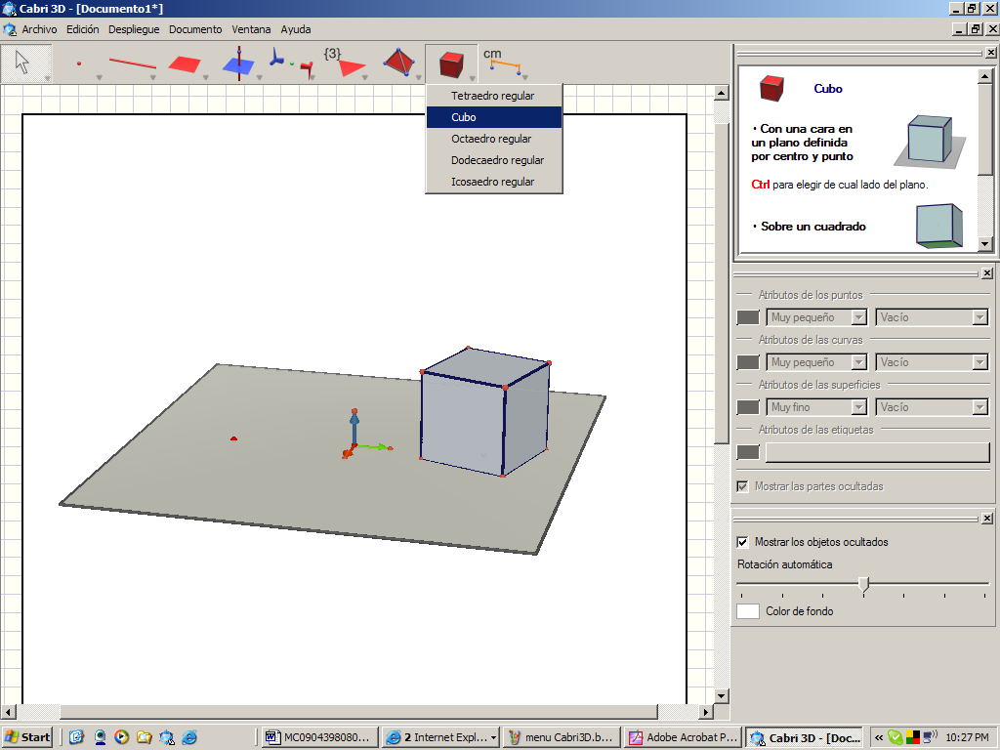 Cabri 3D - [Documento1*]
Archivo Edición Despliegue Documento Ventana Ayuda
{3}
cm
Tetraedro regular
Cubo
Octaedro regular
Dodecaedro regular
Icosaedro regular
Cubo
• Con una cara en
un plano definida
por centro y punto
Ctrl para elegir de cual lado del plano.
• Sobre un cuadrado
Atributos de los puntos
Muy pequeño Vacío
Atributos de las curvas
Muy pequeño Vacío
Atributos de las superficies
Muy fino Vacío
Atributos de las etiquetas
Mostrar las partes ocultadas
Mostrar los objetos ocultados
Rotación automática
Color de fondo
Start MC0904398080... 2 Internet Expl... menu Cabri3D.b... Adobe Acrobat P... Cabri 3D - [Doc... « 10:27 PM